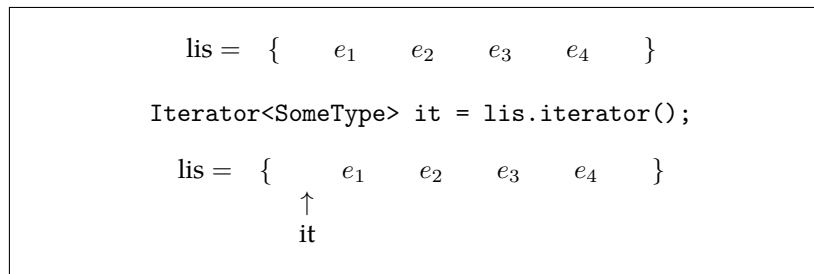 lis = { e₁ e₂ e₃ e₄ }
Iterator<SomeType> it = lis.iterator();
lis = { e₁ e₂ e₃ e₄ }
↑
it